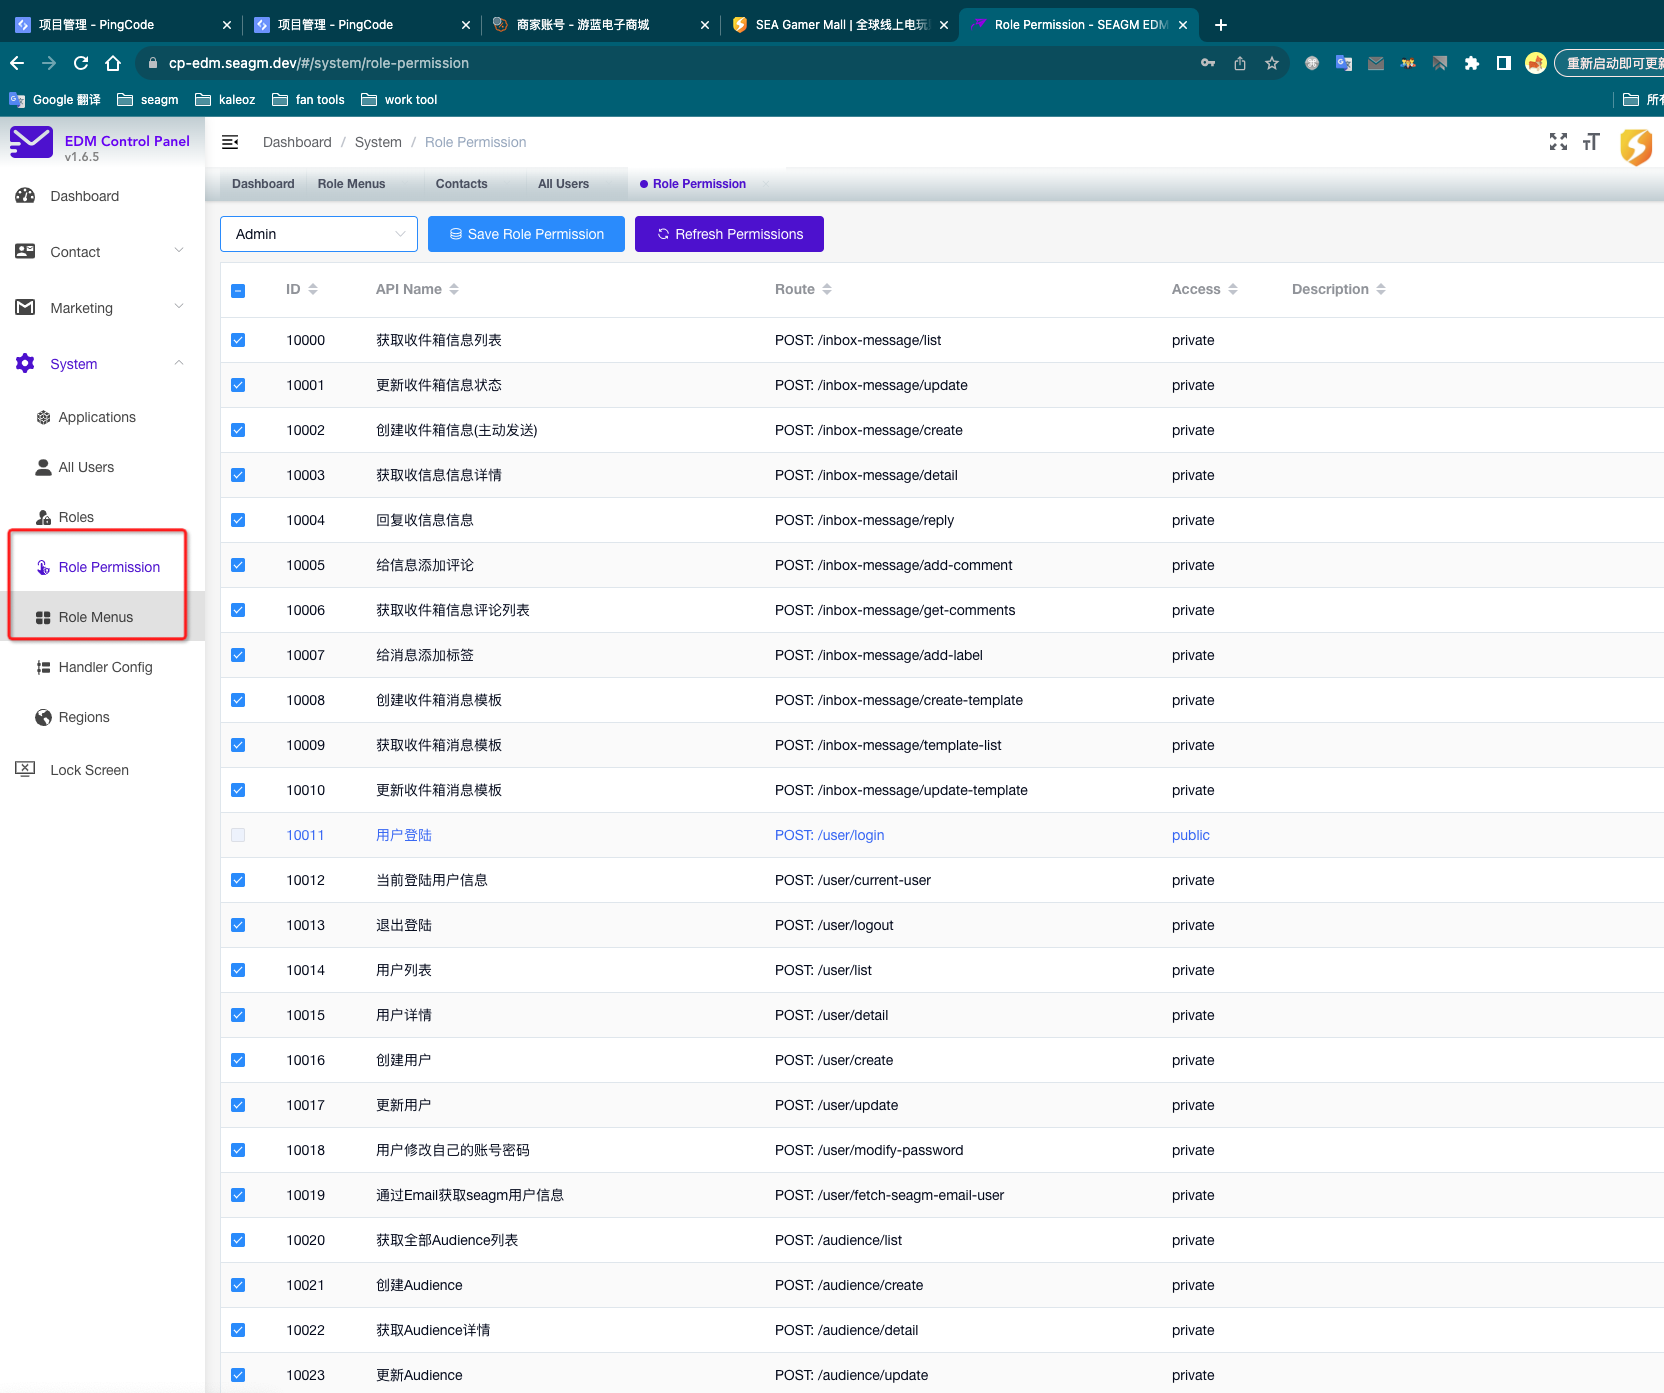 项目管理 - PingCode
项目管理 - PingCode
商家账号 - 游蓝电子商城
SEA Gamer Mall | 全球线上电玩
Role Permission - SEAGM EDM
cp-edm.seagm.dev/#/system/role-permission
重新启动即可更新
Google 翻译
seagm
kaleoz
fan tools
work tool
所有
EDM Control Panel
v1.6.5
Dashboard / System / Role Permission
Dashboard
Role Menus
Contacts
All Users
Role Permission
Dashboard
Contact
Marketing
System
Applications
All Users
Roles
Role Permission
Role Menus
Handler Config
Regions
Lock Screen
Admin
Save Role Permission
Refresh Permissions
ID API Name Route Access Description
10000 获取收件箱信息列表 POST: /inbox-message/list private
10001 更新收件箱信息状态 POST: /inbox-message/update private
10002 创建收件箱信息(主动发送) POST: /inbox-message/create private
10003 获取收信息信息详情 POST: /inbox-message/detail private
10004 回复收信息信息 POST: /inbox-message/reply private
10005 给信息添加评论 POST: /inbox-message/add-comment private
10006 获取收件箱信息评论列表 POST: /inbox-message/get-comments private
10007 给消息添加标签 POST: /inbox-message/add-label private
10008 创建收件箱消息模板 POST: /inbox-message/create-template private
10009 获取收件箱消息模板 POST: /inbox-message/template-list private
10010 更新收件箱消息模板 POST: /inbox-message/update-template private
10011 用户登陆 POST: /user/login public
10012 当前登陆用户信息 POST: /user/current-user private
10013 退出登陆 POST: /user/logout private
10014 用户列表 POST: /user/list private
10015 用户详情 POST: /user/detail private
10016 创建用户 POST: /user/create private
10017 更新用户 POST: /user/update private
10018 用户修改自己的账号密码 POST: /user/modify-password private
10019 通过Email获取seagm用户信息 POST: /user/fetch-seagm-email-user private
10020 获取全部Audience列表 POST: /audience/list private
10021 创建Audience POST: /audience/create private
10022 获取Audience详情 POST: /audience/detail private
10023 更新Audience POST: /audience/update private